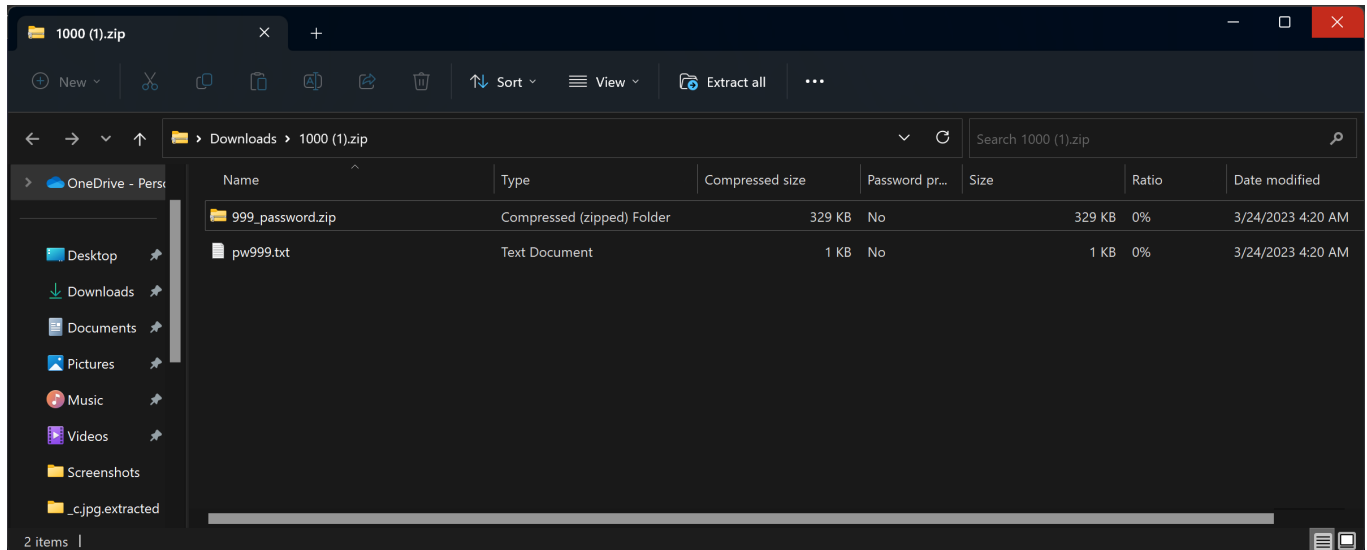 1000 (1).zip
New
Sort
View
Extract all
Downloads > 1000 (1).zip
Search 1000 (1).zip
OneDrive - Perso
Name Type Compressed size Password pr... Size Ratio Date modified
999_password.zip Compressed (zipped) Folder 329 KB No 329 KB 0% 3/24/2023 4:20 AM
pw999.txt Text Document 1 KB No 1 KB 0% 3/24/2023 4:20 AM
Desktop
Downloads
Documents
Pictures
Music
Videos
Screenshots
_c.jpg.extracted
2 items